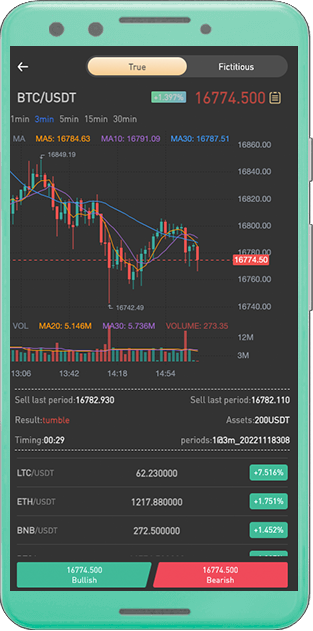 True Fictitious
BTC/USDT +1.397% 16774.500
1min 3min 5min 15min 30min
MA MA5: 16784.63 MA10: 16791.09 MA30: 16787.51
16860.00
16849.19
16840.00
16820.00
16800.00
16780.00
16774.50
16760.00
16742.49
16740.00
VOL MA20: 5.146M MA30: 5.736M VOLUME: 273.35
12M
3M
13:06 13:42 14:18 14:54
Sell last period:16782.930 Sell last period:16782.110
Result:tumble Assets:200USDT
Timing:00:29 periods:103m_20221118308
LTC/USDT 62.230000 +7.516%
ETH/USDT 1217.880000 +1.751%
BNB/USDT 272.500000 +1.452%
16774.500 16774.500
Bullish Bearish